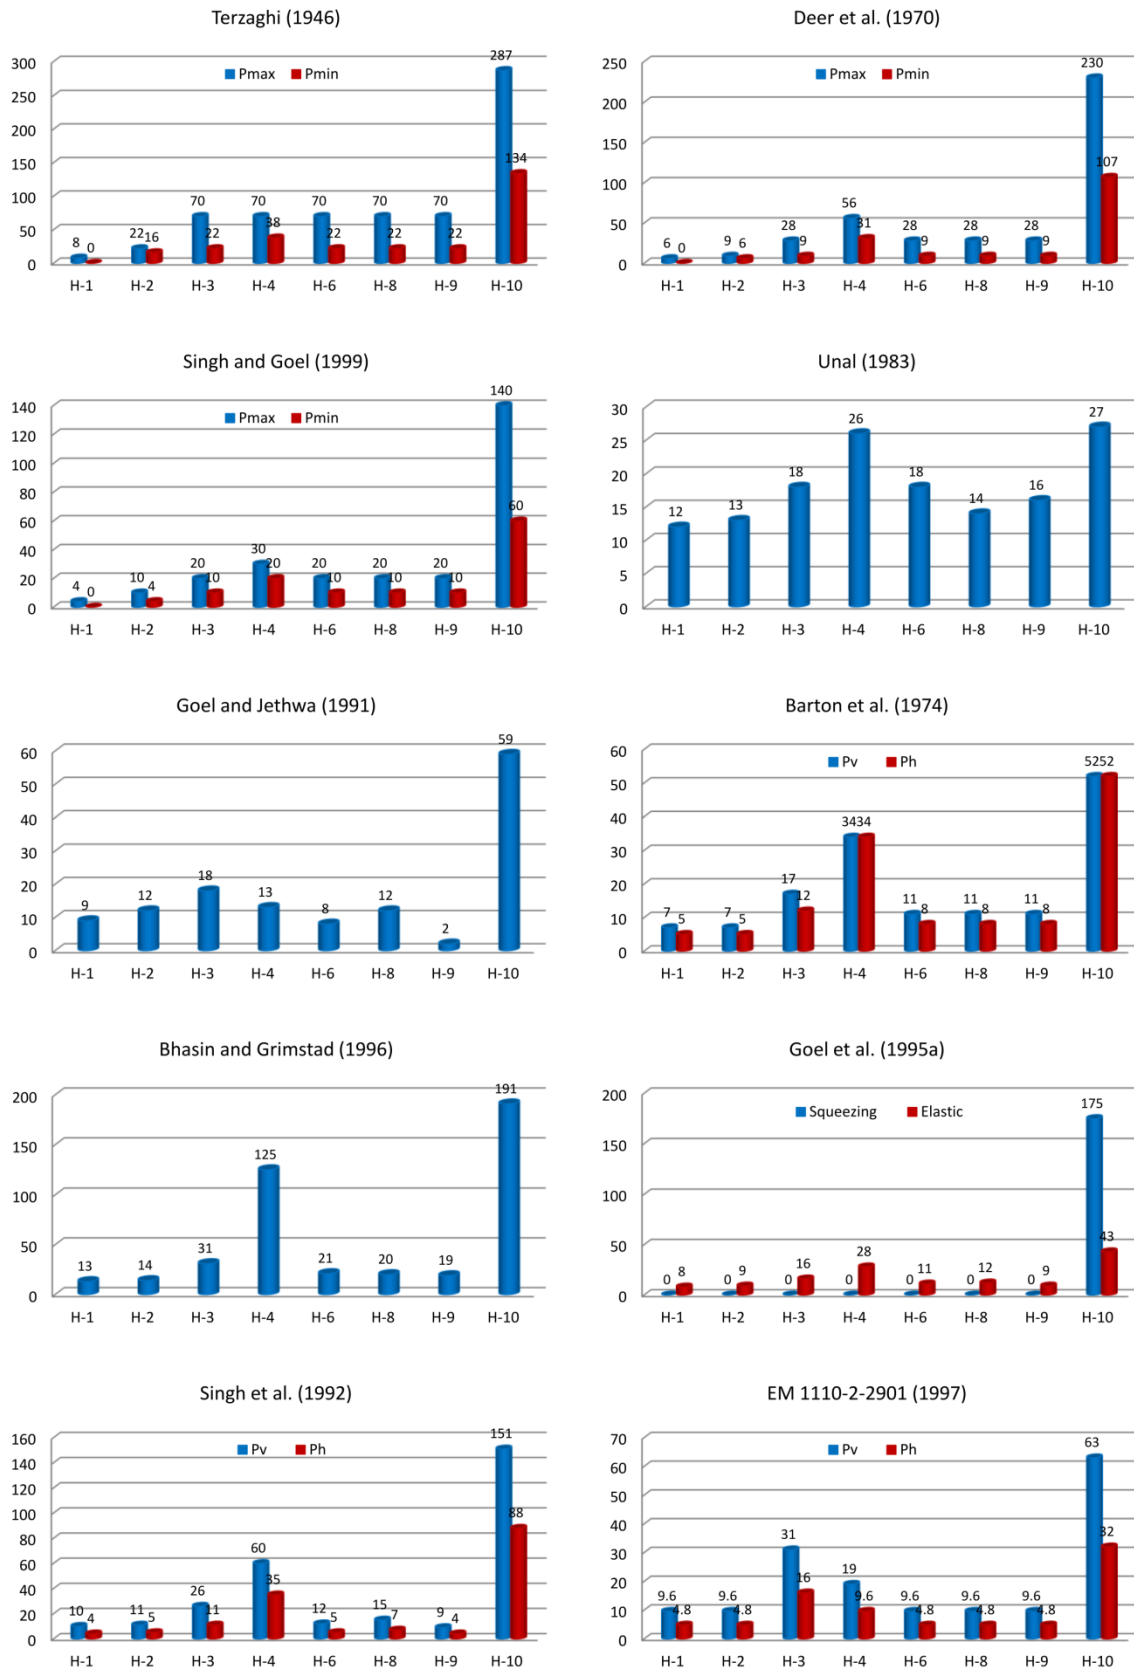 Terzaghi (1946)
Pmax Pmin
300
250
200
150
100
50
0
8 0 22 16 70 22 70 38 70 22 70 22 70 22 287 134
H-1 H-2 H-3 H-4 H-6 H-8 H-9 H-10
Deer et al. (1970)
Pmax Pmin
250
200
150
100
50
0
6 0 9 6 28 9 56 31 28 9 28 9 28 9 230 107
H-1 H-2 H-3 H-4 H-6 H-8 H-9 H-10
Singh and Goel (1999)
Pmax Pmin
140
120
100
80
60
40
20
0
4 0 10 4 20 10 30 20 20 10 20 10 20 10 140 60
H-1 H-2 H-3 H-4 H-6 H-8 H-9 H-10
Unal (1983)
30
25
20
15
10
5
0
12 13 18 26 18 14 16 27
H-1 H-2 H-3 H-4 H-6 H-8 H-9 H-10
Goel and Jethwa (1991)
60
50
40
30
20
10
0
9 12 18 13 8 12 2 59
H-1 H-2 H-3 H-4 H-6 H-8 H-9 H-10
Barton et al. (1974)
Pv Ph
60
50
40
30
20
10
0
7 5 7 5 17 12 34 34 11 8 11 8 11 8 52 52
H-1 H-2 H-3 H-4 H-6 H-8 H-9 H-10
Bhasin and Grimstad (1996)
200
150
100
50
0
13 14 31 125 21 20 19 191
H-1 H-2 H-3 H-4 H-6 H-8 H-9 H-10
Goel et al. (1995a)
Squeezing Elastic
200
150
100
50
0
0 8 0 9 0 16 0 28 0 11 0 12 0 9 175 43
H-1 H-2 H-3 H-4 H-6 H-8 H-9 H-10
Singh et al. (1992)
Pv Ph
160
140
120
100
80
60
40
20
0
10 4 11 5 26 11 60 35 12 5 15 7 9 4 151 88
H-1 H-2 H-3 H-4 H-6 H-8 H-9 H-10
EM 1110-2-2901 (1997)
Pv Ph
70
60
50
40
30
20
10
0
9.6 4.8 9.6 4.8 31 16 19 9.6 9.6 4.8 9.6 4.8 9.6 4.8 63 32
H-1 H-2 H-3 H-4 H-6 H-8 H-9 H-10